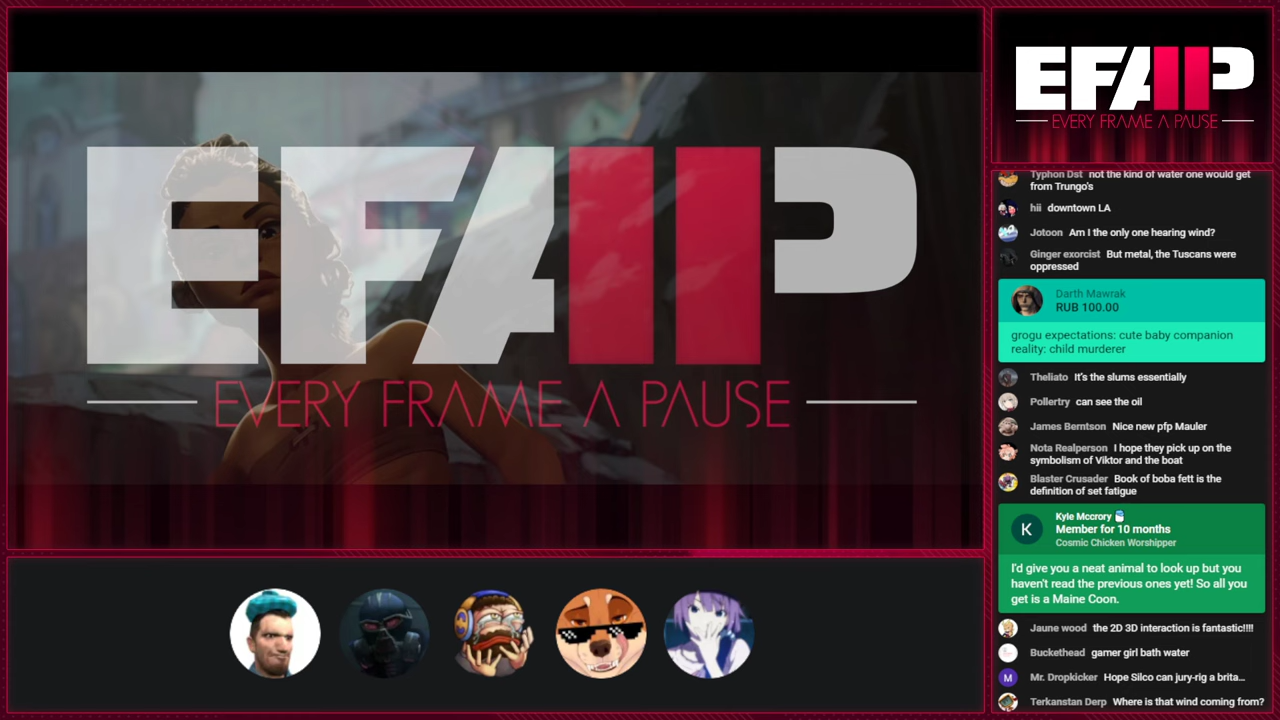 EFAP
EVERY FRAME A PAUSE
EFAP
EVERY FRAME A PAUSE
Typhon Dst not the kind of water one would get
from Trungo's
hii downtown LA
Jotoon Am I the only one hearing wind?
Ginger exorcist But metal, the Tuscans were
oppressed
Darth Mawrak
RUB 100.00
grogu expectations: cute baby companion
reality: child murderer
Theliato It's the slums essentially
Pollertry can see the oil
James Berntson Nice new pfp Mauler
Nota Realperson I hope they pick up on the
symbolism of Viktor and the boat
Blaster Crusader Book of boba fett is the
definition of set fatigue
K
Kyle Mccrory
Member for 10 months
Cosmic Chicken Worshipper
I'd give you a neat animal to look up but you
haven't read the previous ones yet! So all you
get is a Maine Coon.
Jaune wood the 2D 3D interaction is fantastic!!!!
Buckethead gamer girl bath water
M
Mr. Dropkicker Hope Silco can jury-rig a brita...
Terkanstan Derp Where is that wind coming from?